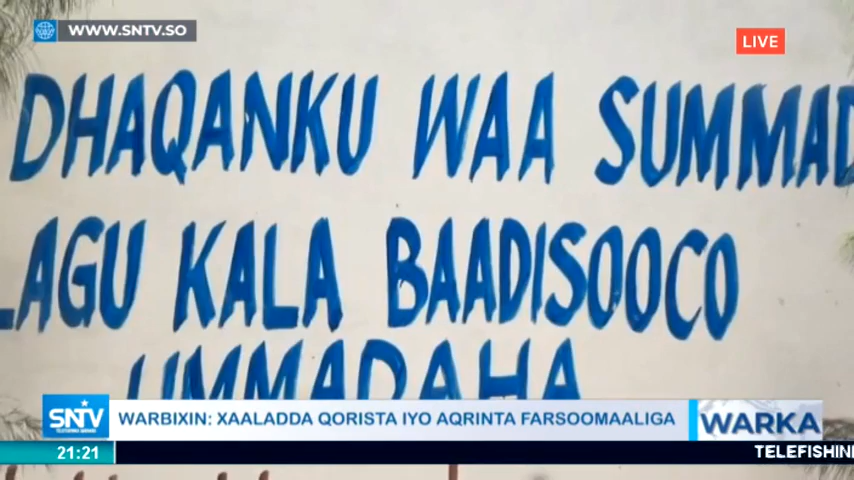 WWW.SNTV.SO
LIVE
DHAQANKU WAA SUMMAD
LAGU KALA BAADISOOCO
UMMADAHA
SNTV
WARBIXIN: XAALADDA QORISTA IYO AQRINTA FARSOOMAALIGA
WARKA
21:21
TELEFISHIN